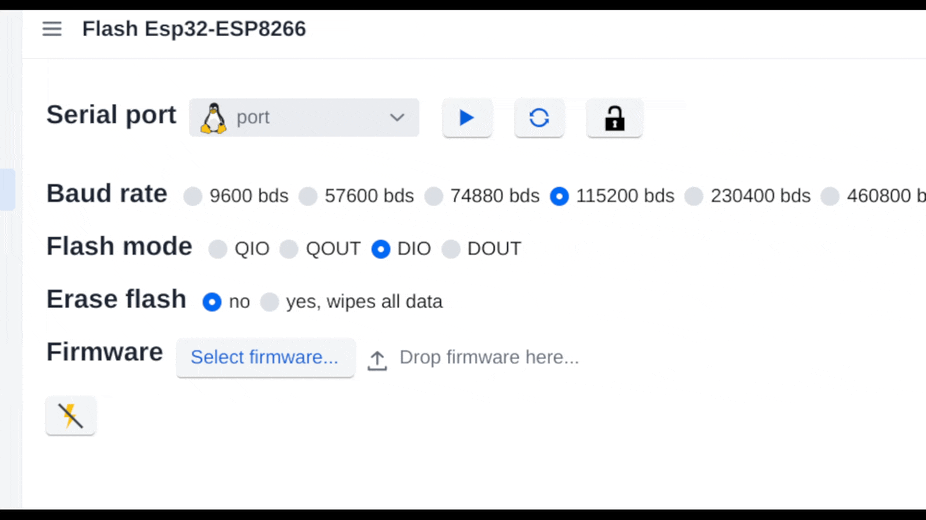 Flash Esp32-ESP8266
Serial port port
Baud rate 9600 bds 57600 bds 74880 bds 115200 bds 230400 bds 460800 b
Flash mode QIO QOUT DIO DOUT
Erase flash no yes, wipes all data
Firmware Select firmware... Drop firmware here...